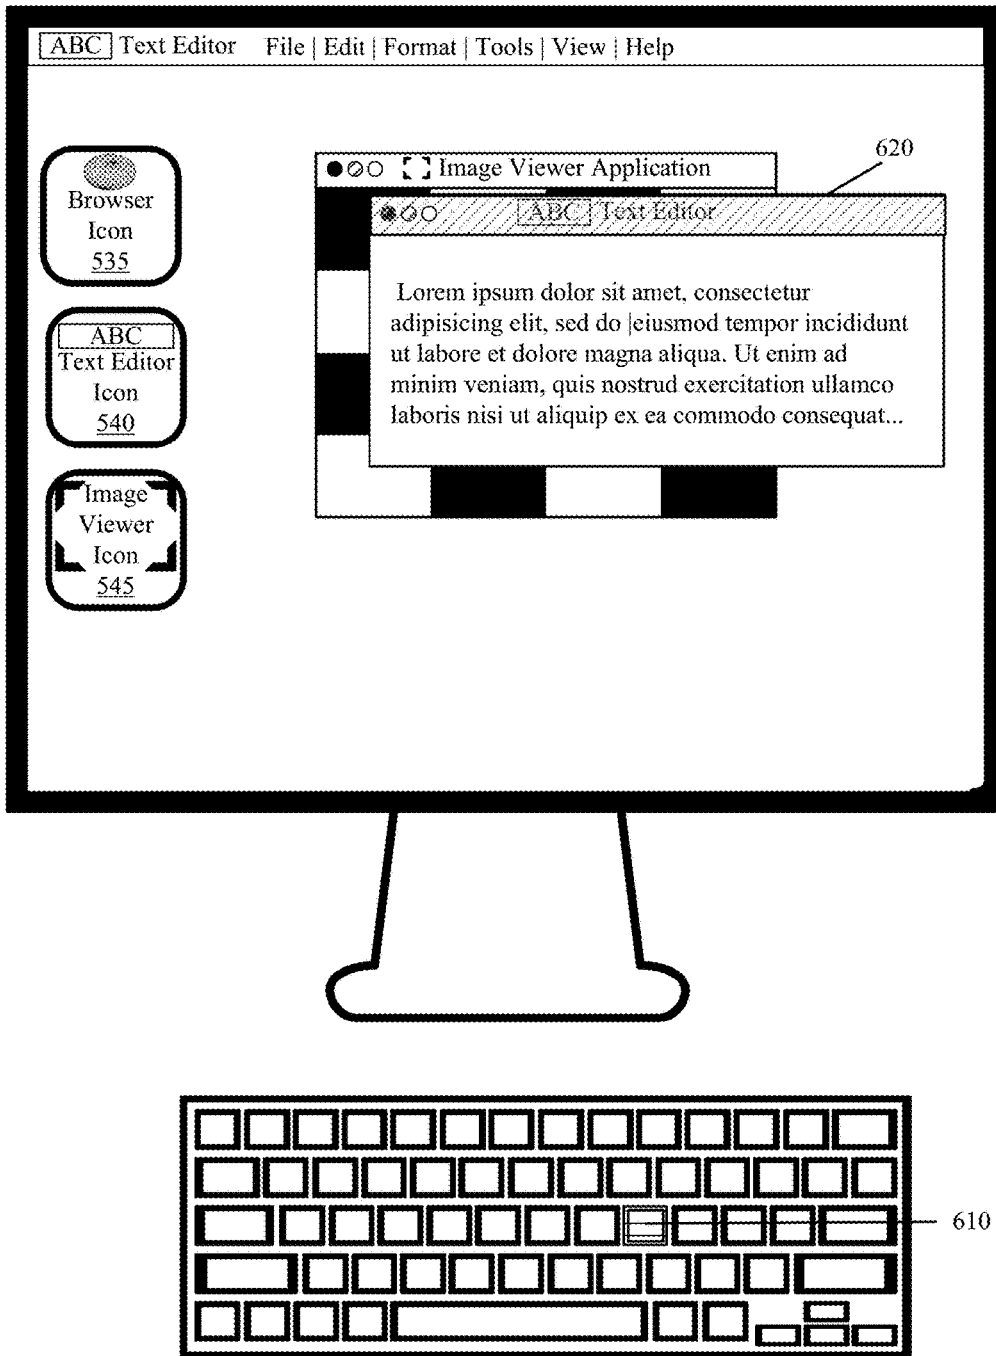 ABC Text Editor File | Edit | Format | Tools | View | Help
620
Image Viewer Application
ABC Text Editor
Browser
Icon
535
ABC
Text Editor
Icon
540
Image
Viewer
Icon
545
Lorem ipsum dolor sit amet, consectetur
adipisicing elit, sed do |eiusmod tempor incididunt
ut labore et dolore magna aliqua. Ut enim ad
minim veniam, quis nostrud exercitation ullamco
laboris nisi ut aliquip ex ea commodo consequat...
610